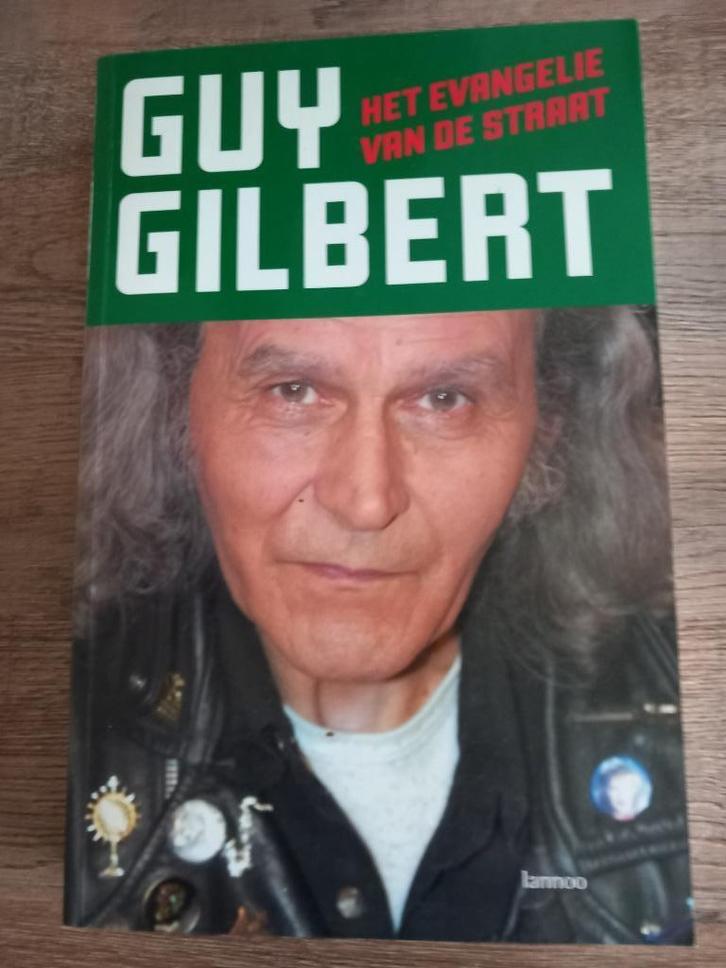 GUY
HET EVANGELIE
VAN DE STRAAT
GILBERT
lannoo